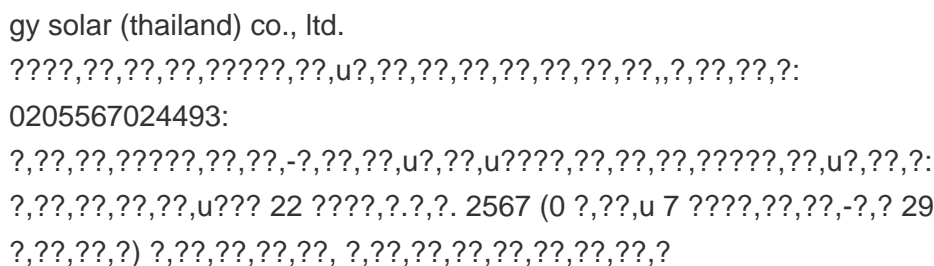 gy solar (thailand) co., ltd.
????,??,??,??,?????,??,u?,??,??,??,??,??,??,??,,?,??,??,?:
0205567024493:
?,??,??,?????,??,??,-?,??,??,u?,??,u????,??,??,??,?????,??,u?,??,?:
?,??,??,??,??,u??? 22 ????,?.?,?. 2567 (0 ?,??,u 7 ????,??,??,-?,? 29
?,??,??,?) ?,??,??,??,??, ?,??,??,??,??,??,??,??,?